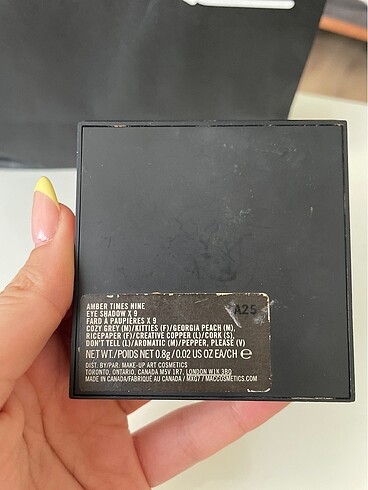 AMBER TIMES NINE
EYE SHADOW X 9
FARD À PAUPIÈRES X 9
COZY GREY (M)/KITTIES (F)/GEORGIA PEACH (M),
RICEPAPER (F)/CREATIVE COPPER (L)/CORK (S),
DON'T TELL (L)/AROMATIC (M)/PEPPER, PLEASE (V)
NET WT./POIDS NET 0.8g/0.02 US OZ EA/CH ℮
DIST. BY/PAR: MAKE-UP ART COSMETICS
TORONTO, ONTARIO, CANADA M5V 1R7, LONDON W1K 3BQ
MADE IN CANADA/FABRIQUÉ AU CANADA / MXG77 MACCOSMETICS.COM
A25